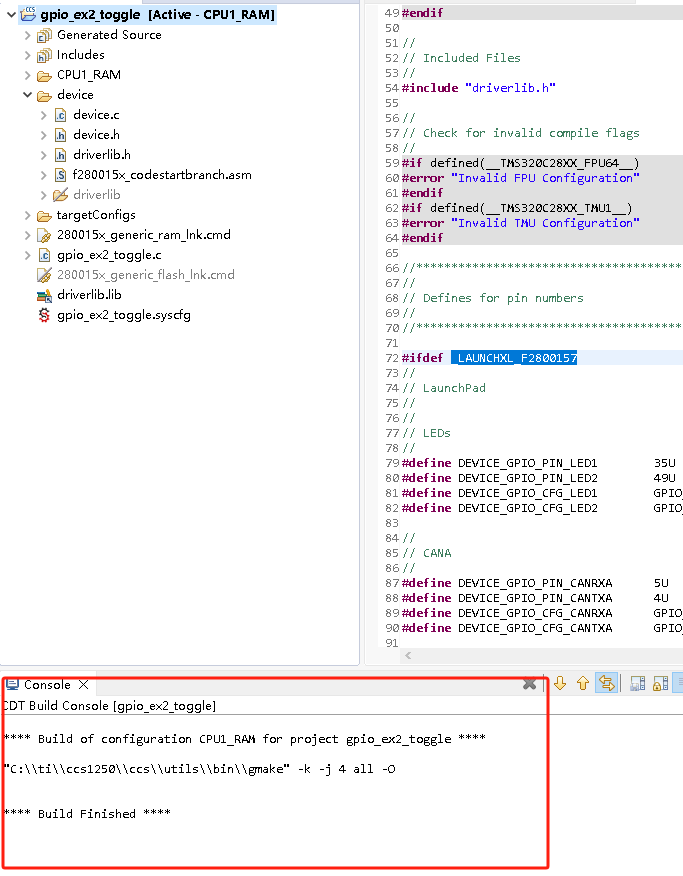 gpio_ex2_toggle [Active - CPU1_RAM]
Generated Source
Includes
CPU1_RAM
device
device.c
device.h
driverlib.h
f280015x_codestartbranch.asm
driverlib
targetConfigs
280015x_generic_ram_lnk.cmd
gpio_ex2_toggle.c
280015x_generic_flash_lnk.cmd
driverlib.lib
gpio_ex2_toggle.syscfg
49 #endif
50
51 //
52 // Included Files
53 //
54 #include "driverlib.h"
55
56 //
57 // Check for invalid compile flags
58 //
59 #if defined(__TMS320C28XX_FPU64__)
60 #error "Invalid FPU Configuration"
61 #endif
62 #if defined(__TMS320C28XX_TMU1__)
63 #error "Invalid TMU Configuration"
64 #endif
65
66 //**************************************
67 //
68 // Defines for pin numbers
69 //
70 //**************************************
71
72 #ifdef _LAUNCHXL_F2800157
73 //
74 // LaunchPad
75 //
76 //
77 // LEDs
78 //
79 #define DEVICE_GPIO_PIN_LED1 35U
80 #define DEVICE_GPIO_PIN_LED2 49U
81 #define DEVICE_GPIO_CFG_LED1 GPIO_
82 #define DEVICE_GPIO_CFG_LED2 GPIO_
83
84 //
85 // CANA
86 //
87 #define DEVICE_GPIO_PIN_CANRXA 5U
88 #define DEVICE_GPIO_PIN_CANTXA 4U
89 #define DEVICE_GPIO_CFG_CANRXA GPIO_
90 #define DEVICE_GPIO_CFG_CANTXA GPIO_
91
Console
CDT Build Console [gpio_ex2_toggle]
**** Build of configuration CPU1_RAM for project gpio_ex2_toggle ****
"C:\\ti\\ccs1250\\ccs\\utils\\bin\\gmake" -k -j 4 all -O
**** Build Finished ****